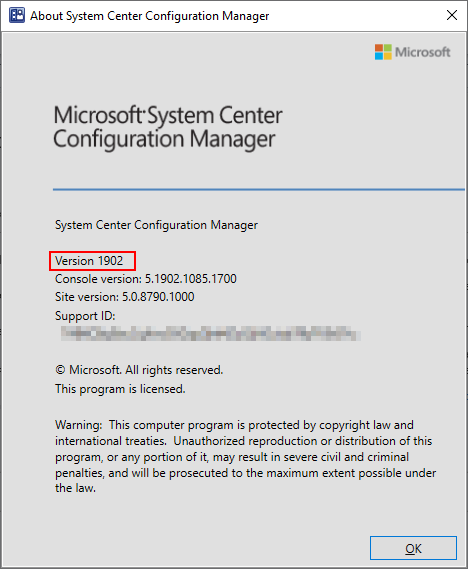 About System Center Configuration Manager
Microsoft
Microsoft System Center
Configuration Manager
System Center Configuration Manager
Version 1902
Console version: 5.1902.1085.1700
Site version: 5.0.8790.1000
Support ID:
© Microsoft. All rights reserved.
This program is licensed.
Warning:  This computer program is protected by copyright law and
international treaties.  Unauthorized reproduction or distribution of this
program, or any portion of it, may result in severe civil and criminal
penalties, and will be prosecuted to the maximum extent possible under
the law.
OK